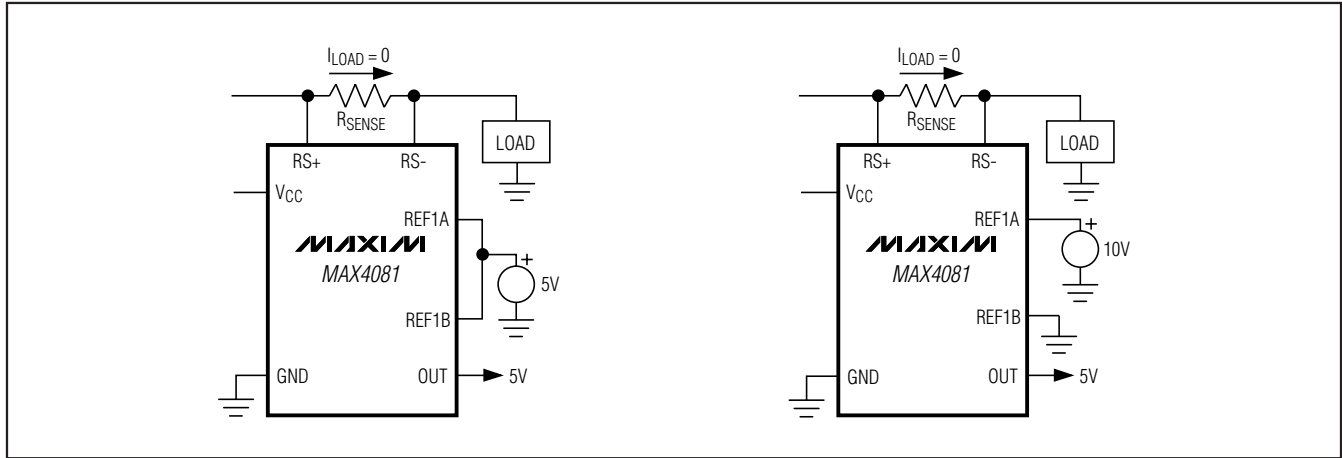 ILOAD = 0
RSENSE
LOAD
RS+
RS-
VCC
REF1A
MAXIM
MAX4081
5V
REF1B
GND
OUT
5V
ILOAD = 0
RSENSE
LOAD
RS+
RS-
VCC
REF1A
MAXIM
MAX4081
10V
REF1B
GND
OUT
5V